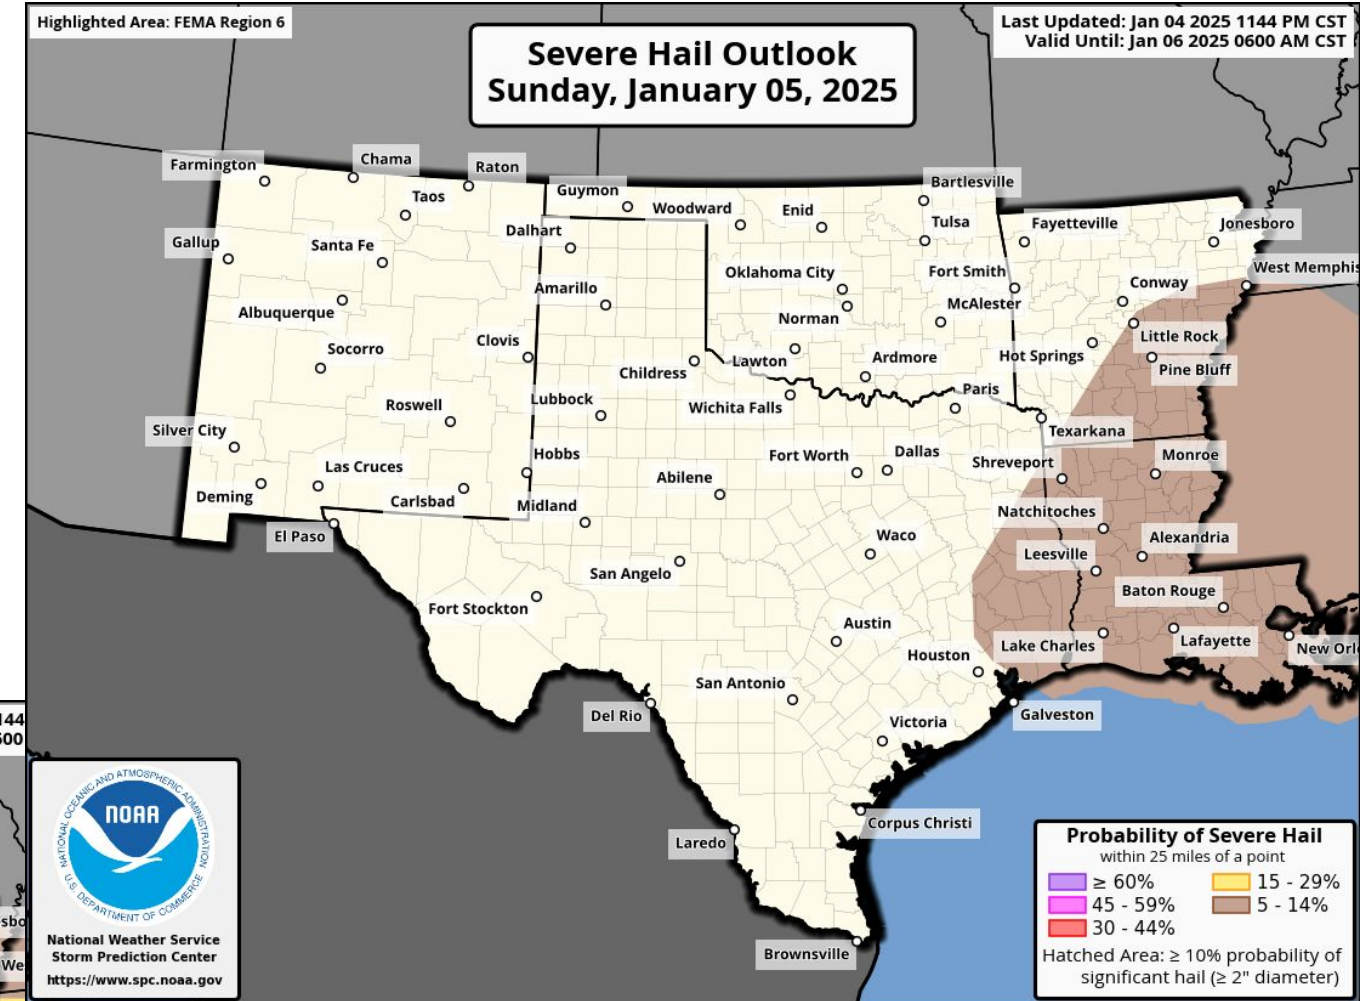 Highlighted Area: FEMA Region 6
Severe Hail Outlook
Sunday, January 05, 2025
Last Updated: Jan 04 2025 1144 PM CST
Valid Until: Jan 06 2025 0600 AM CST
Farmington
Chama
Raton
Taos
Guymon
Woodward
Enid
Bartlesville
Tulsa
Fayetteville
Jonesboro
Gallup
Santa Fe
Dalhart
Oklahoma City
Fort Smith
West Memphis
Albuquerque
Amarillo
Norman
McAlester
Conway
Socorro
Clovis
Childress
Lawton
Ardmore
Hot Springs
Little Rock
Pine Bluff
Roswell
Lubbock
Wichita Falls
Paris
Texarkana
Silver City
Las Cruces
Hobbs
Abilene
Fort Worth
Dallas
Shreveport
Monroe
Deming
Carlsbad
Midland
Natchitoches
El Paso
San Angelo
Waco
Leesville
Alexandria
Fort Stockton
Austin
Baton Rouge
Houston
Lake Charles
Lafayette
New Orl
San Antonio
Del Rio
Victoria
Galveston
Laredo
Corpus Christi
Brownsville
144
500
sbo
We
NATIONAL OCEANIC AND ATMOSPHERIC ADMINISTRATION
NOAA
U.S. DEPARTMENT OF COMMERCE
National Weather Service
Storm Prediction Center
https://www.spc.noaa.gov
Probability of Severe Hail
within 25 miles of a point
≥ 60%
15 - 29%
45 - 59%
5 - 14%
30 - 44%
Hatched Area: ≥ 10% probability of
significant hail (≥ 2" diameter)